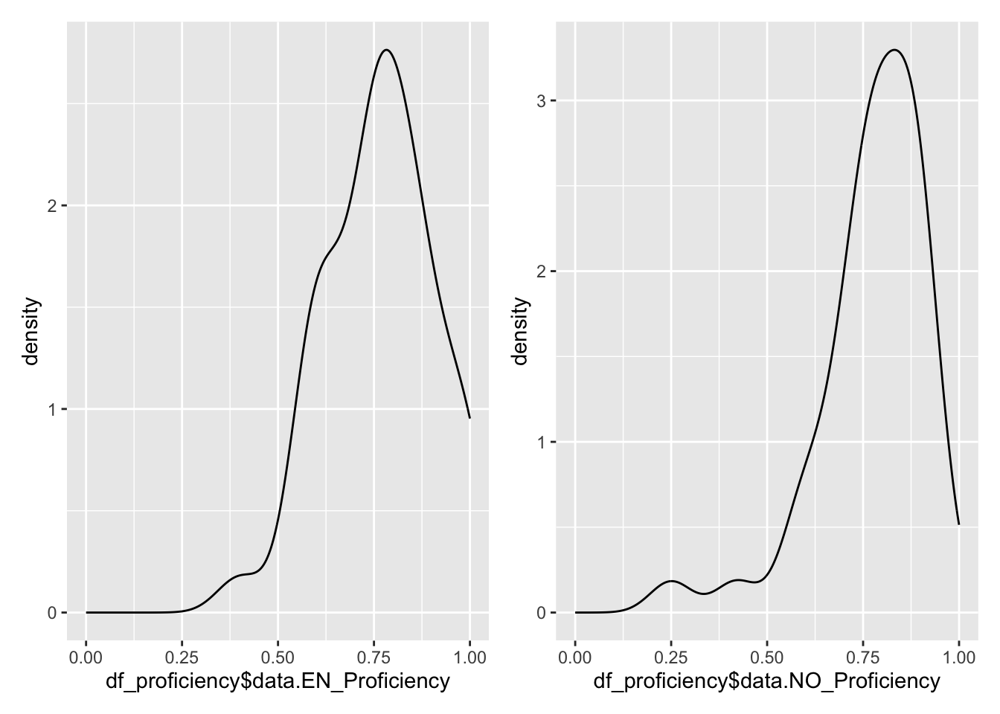 density
2
1
0
0.00 0.25 0.50 0.75 1.00
df_proficiency$data.EN_Proficiency
density
3
2
1
0
0.00 0.25 0.50 0.75 1.00
df_proficiency$data.NO_Proficiency